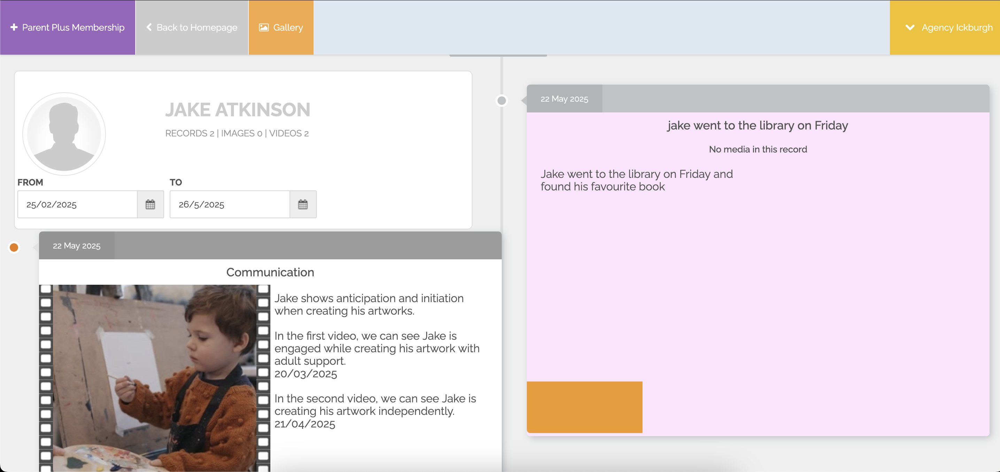 Parent Plus Membership
Back to Homepage
Gallery
Agency Ickburgh
JAKE ATKINSON
RECORDS 2 | IMAGES 0 | VIDEOS 2
FROM
TO
25/02/2025
26/5/2025
22 May 2025
Communication
Jake shows anticipation and initiation
when creating his artworks.
In the first video, we can see Jake is
engaged while creating his artwork with
adult support.
20/03/2025
In the second video, we can see Jake is
creating his artwork independently.
21/04/2025
22 May 2025
jake went to the library on Friday
No media in this record
Jake went to the library on Friday and
found his favourite book